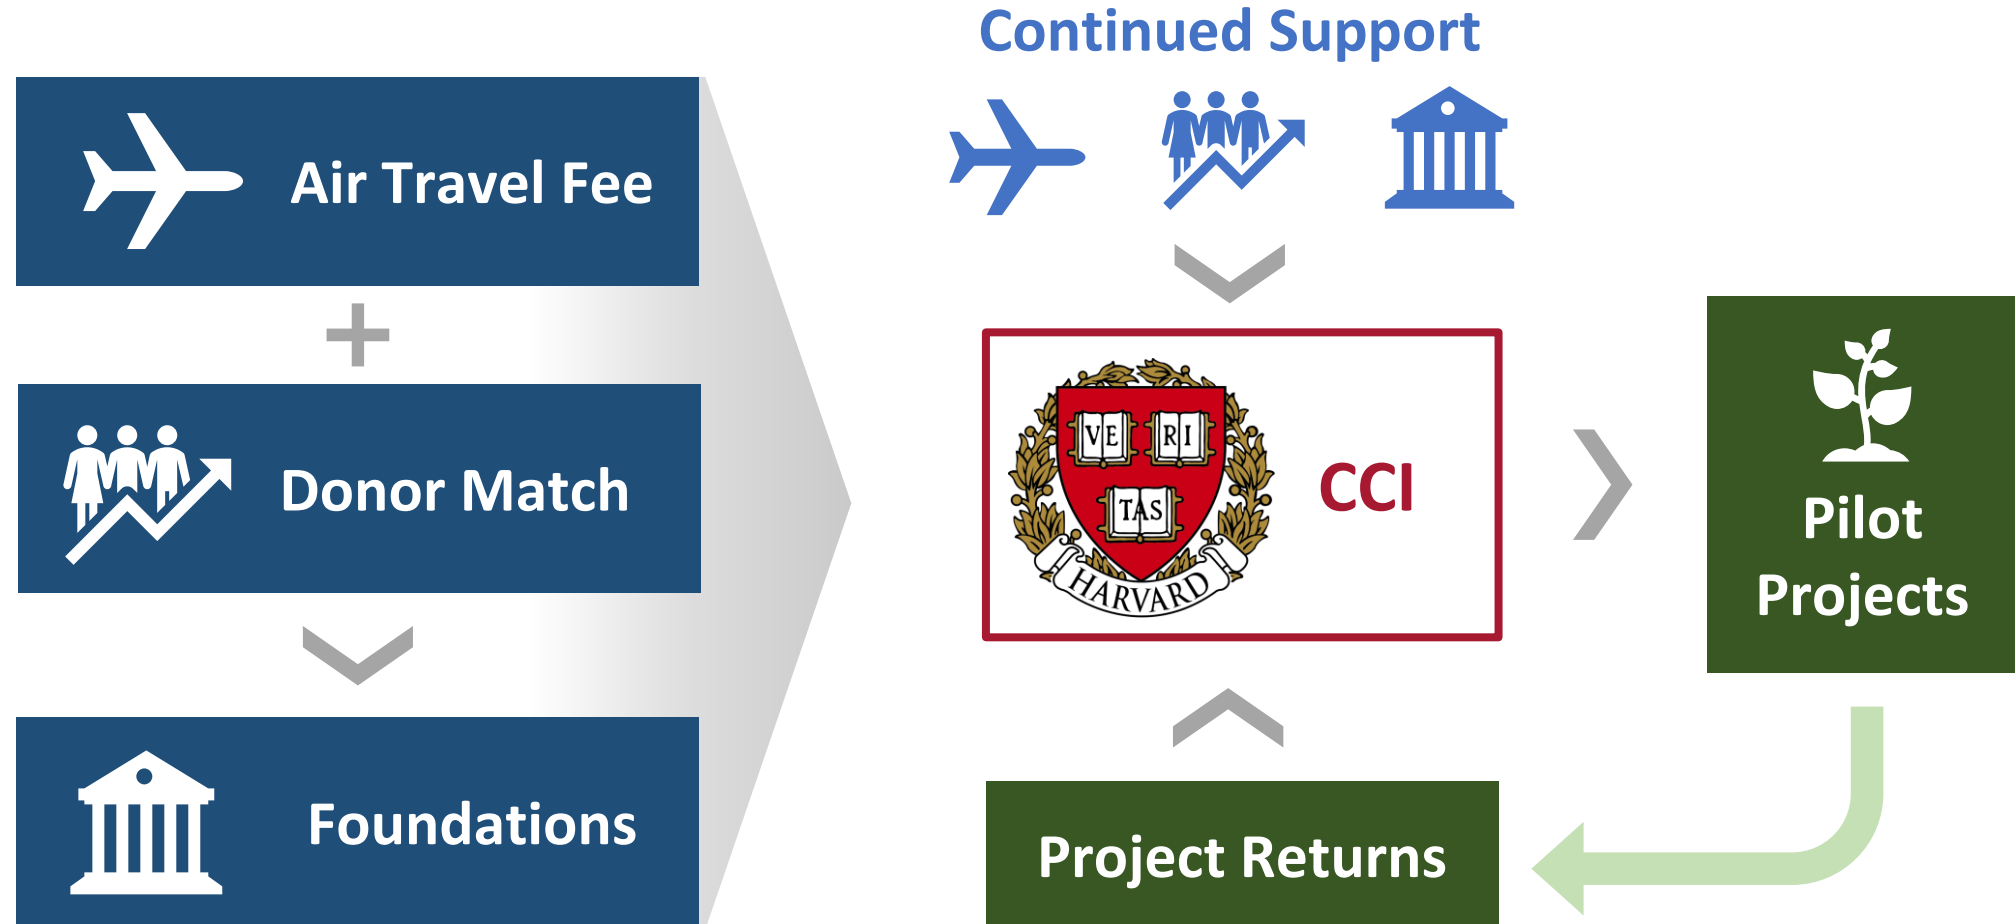 Continued Support
Air Travel Fee
Donor Match
Foundations
VE
RI
TAS
HARVARD
CCI
Pilot
Projects
Project Returns